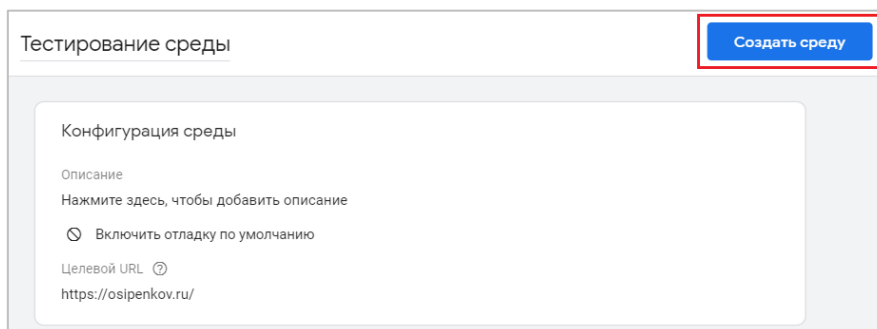 Тестирование среды
Создать среду
Конфигурация среды
Описание
Нажмите здесь, чтобы добавить описание
Включить отладку по умолчанию
Целевой URL
https://osipenkov.ru/